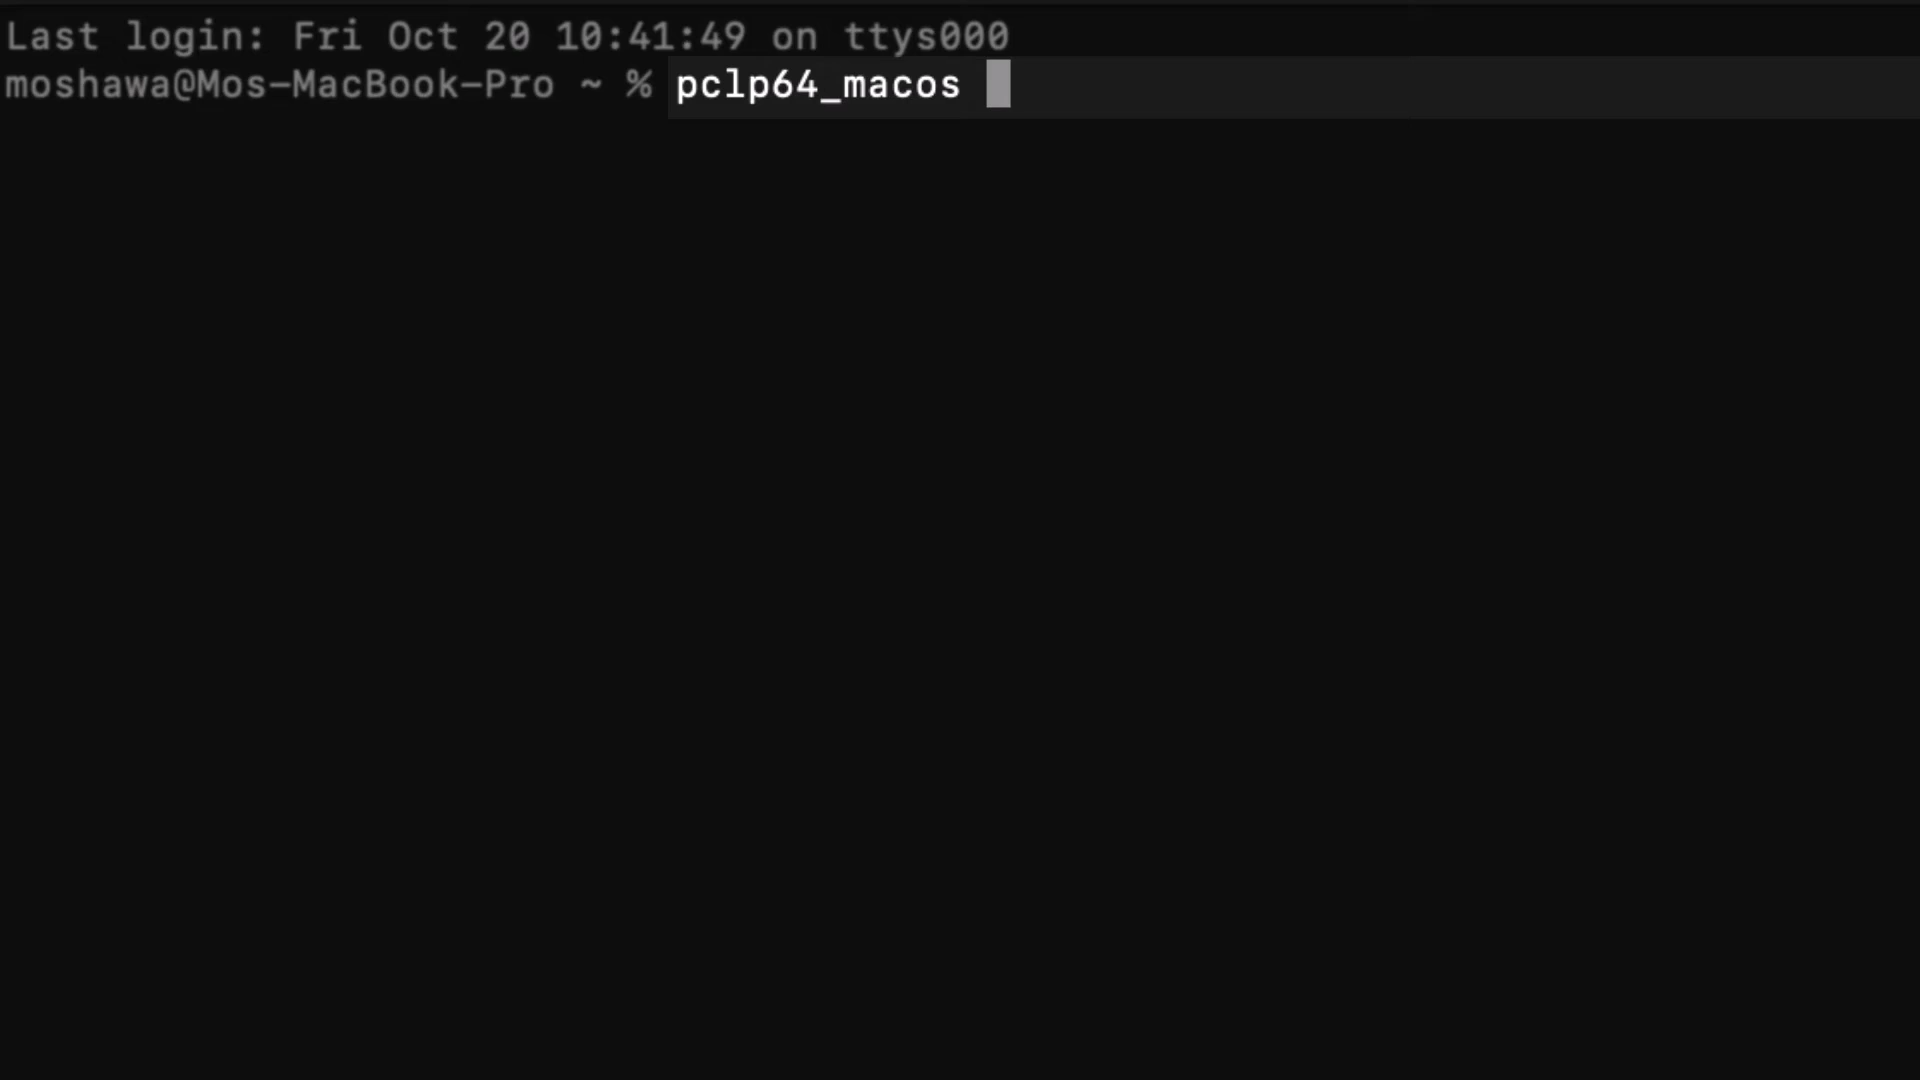 Last login: Fri Oct 20 10:41:49 on ttys000
moshawa@Mos-MacBook-Pro ~ % pclp64_macos